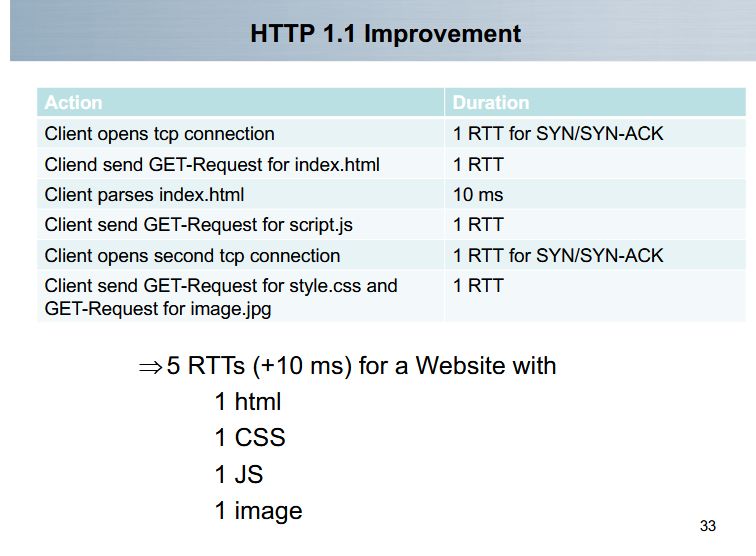 HTTP 1.1 Improvement
Action Duration
Client opens tcp connection 1 RTT for SYN/SYN-ACK
Cliend send GET-Request for index.html 1 RTT
Client parses index.html 10 ms
Client send GET-Request for script.js 1 RTT
Client opens second tcp connection 1 RTT for SYN/SYN-ACK
Client send GET-Request for style.css and 1 RTT
GET-Request for image.jpg
⇒5 RTTs (+10 ms) for a Website with
1 html
1 CSS
1 JS
1 image
33